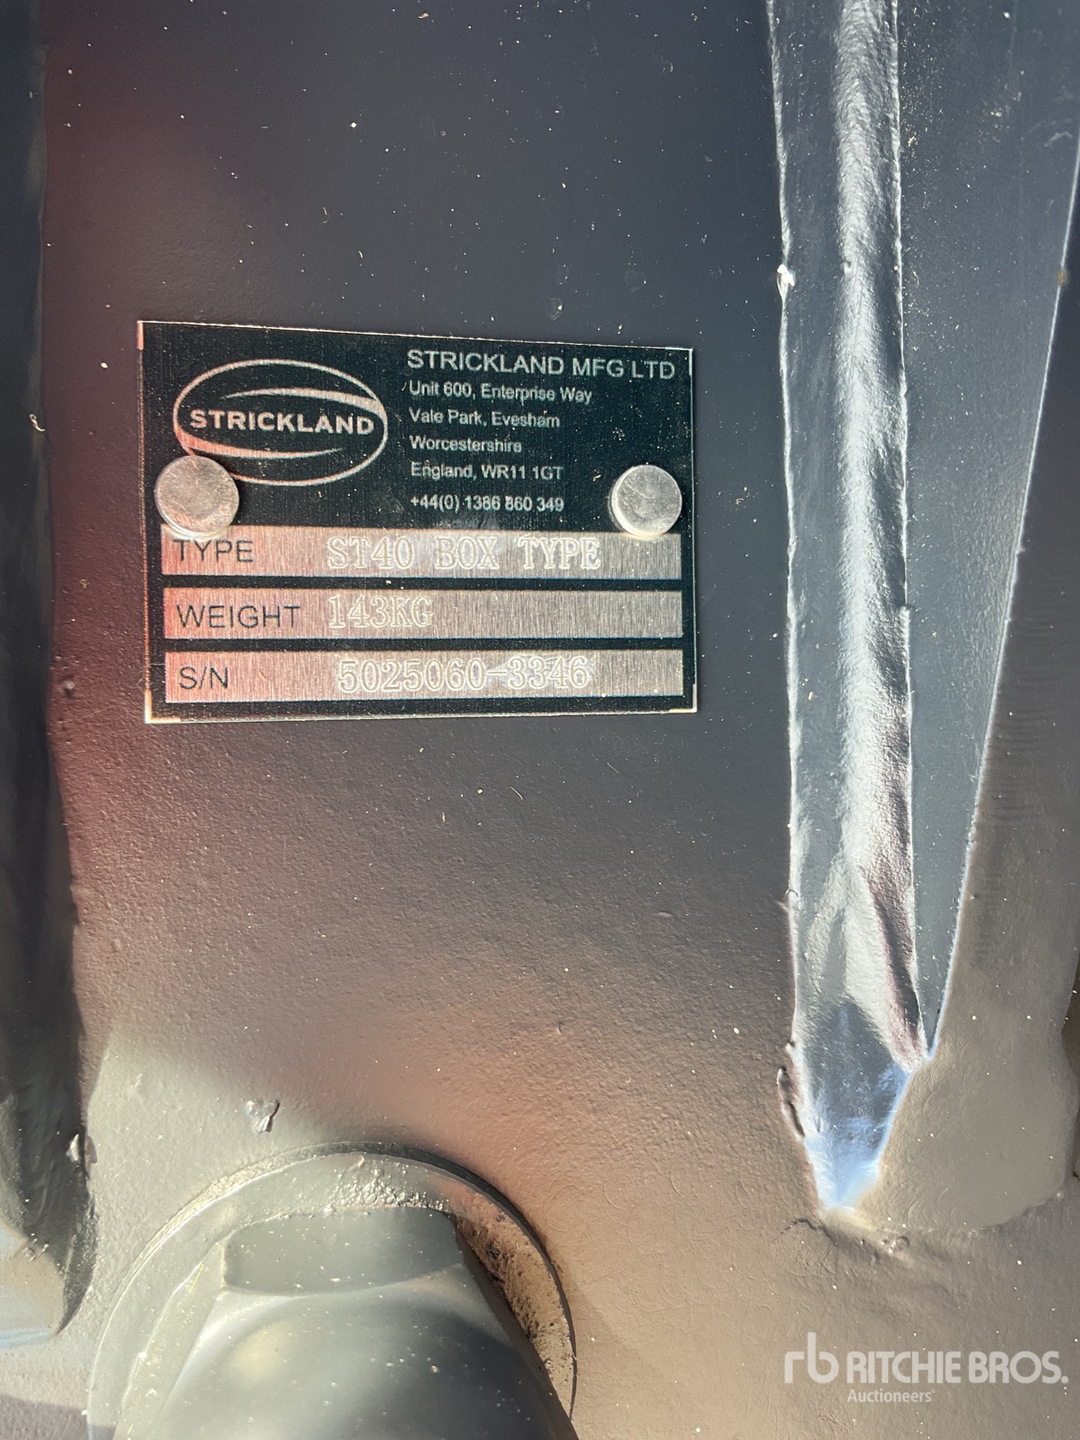 STRICKLAND
STRICKLAND MFG LTD
Unit 600, Enterprise Way
Vale Park, Evesham
Worcestershire
England, WR11 1GT
+44(0) 1386 860 349
TYPE ST40 BOX TYPE
WEIGHT 143KG
S/N 5025060-3346
rb RITCHIE BROS.
Auctioneers